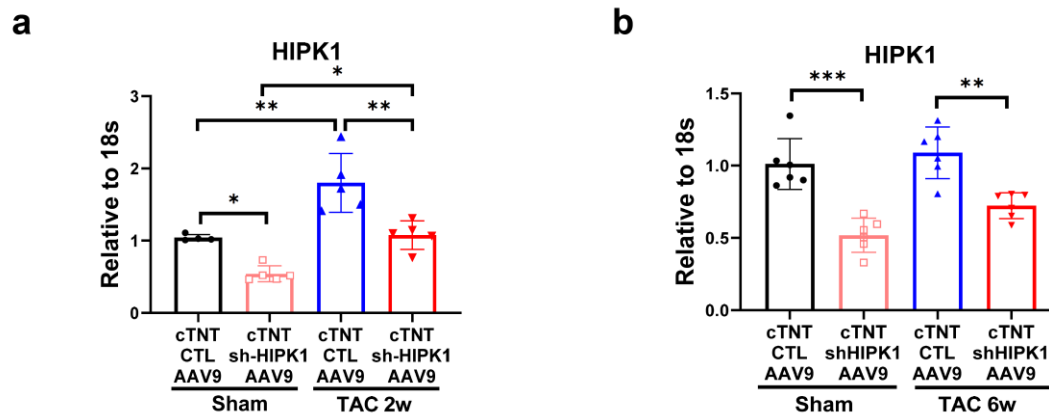 a
HIPK1
*
**
**
*
Relative to 18s
3
2
1
0
cTNT cTNT cTNT cTNT
CTL sh-HIPK1 CTL sh-HIPK1
AAV9 AAV9 AAV9 AAV9
Sham TAC 2w
b
HIPK1
***
**
Relative to 18s
1.5
1.0
0.5
0.0
cTNT cTNT cTNT cTNT
CTL shHIPK1 CTL shHIPK1
AAV9 AAV9 AAV9 AAV9
Sham TAC 6w